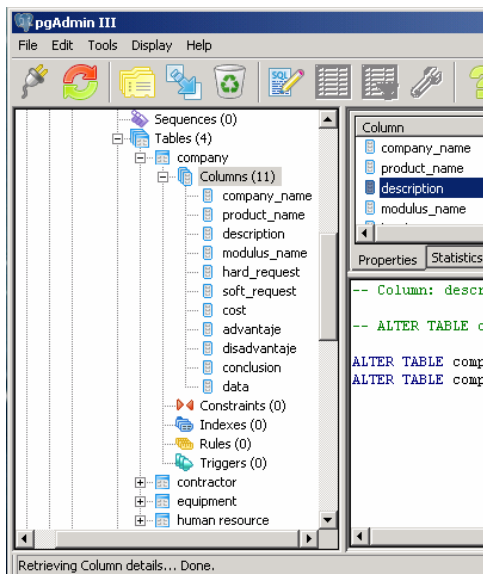 pgAdmin III
File Edit Tools Display Help
SQL
Sequences (0)
Tables (4)
company
Columns (11)
company_name
product_name
description
modulus_name
hard_request
soft_request
cost
advantaje
disadvantaje
conclusion
data
Constraints (0)
Indexes (0)
Rules (0)
Triggers (0)
contractor
equipment
human resource
Column
company_name
product_name
description
modulus_name
Properties Statistics
-- Column: descr
-- ALTER TABLE c
ALTER TABLE comp
ALTER TABLE comp
Retrieving Column details... Done.